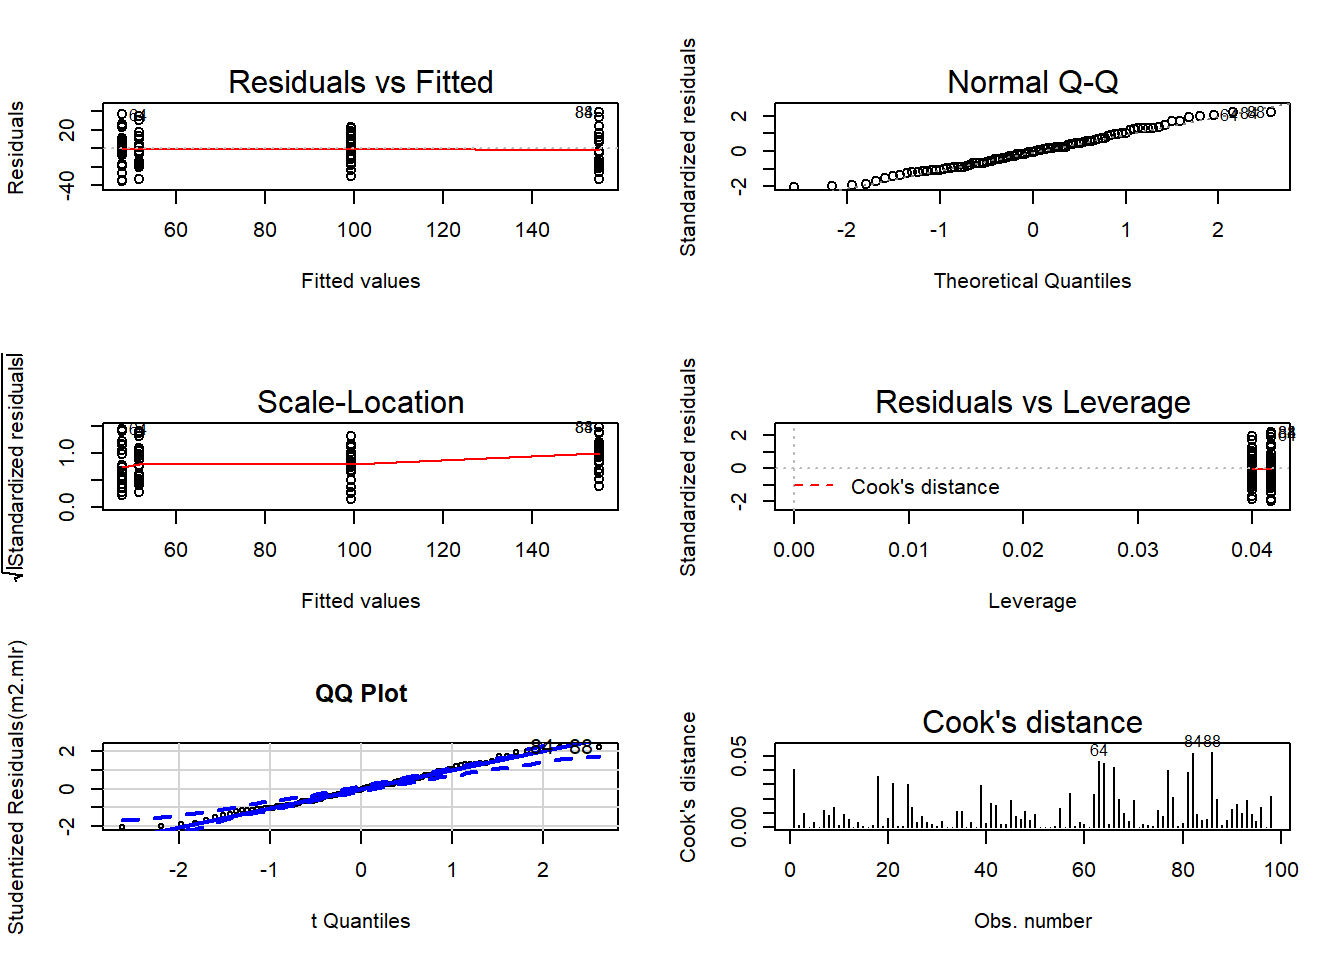 Residuals vs Fitted
Residuals
20
-40
64
88
60 80 100 120 140
Fitted values
Normal Q-Q
Standardized residuals
2
0
-2
64 84 88
-2 -1 0 1 2
Theoretical Quantiles
Scale-Location
√|Standardized residuals|
1.0
0.0
64
88
60 80 100 120 140
Fitted values
Residuals vs Leverage
Standardized residuals
2
0
-2
Cook's distance
0.00 0.01 0.02 0.03 0.04
Leverage
QQ Plot
Studentized Residuals(m2.mlr)
2
0
-2
88
-2 -1 0 1 2
t Quantiles
Cook's distance
Cook's distance
0.05
0.00
64 84 88
0 20 40 60 80 100
Obs. number